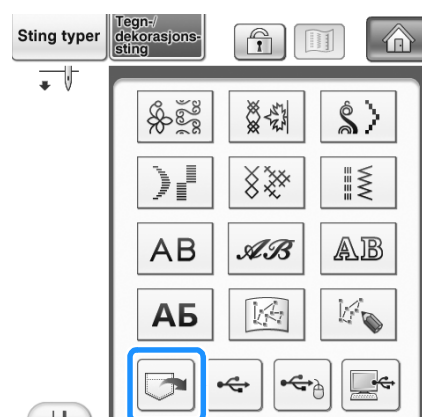 Sting typer
Tegn-/
dekorasjons-
sting
AB
AB
AB
АБ